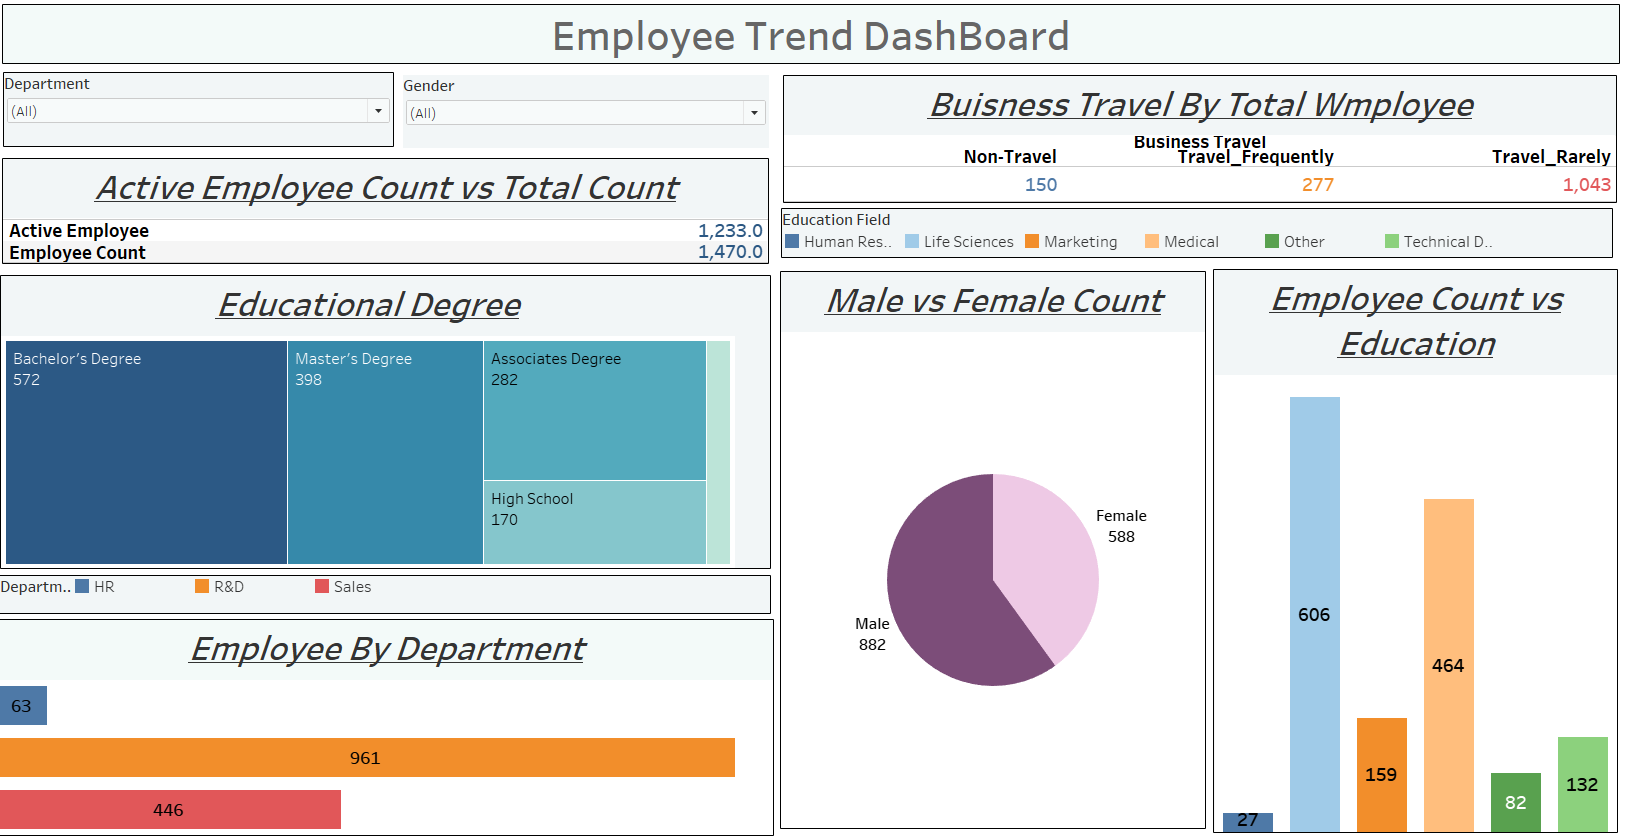 Employee Trend DashBoard
Department
(All)
Gender
(All)
Buisness Travel By Total Wmployee
Business Travel
Non-Travel Travel_Frequently Travel_Rarely
150 277 1,043
Active Employee Count vs Total Count
Active Employee 1,233.0
Employee Count 1,470.0
Education Field
Human Res.. Life Sciences Marketing Medical Other Technical D..
Educational Degree
Bachelor's Degree
572
Master's Degree
398
Associates Degree
282
High School
170
Departm.. HR R&D Sales
Employee By Department
63
961
446
Male vs Female Count
Female
588
Male
882
Employee Count vs
Education
27
606
159
464
82
132